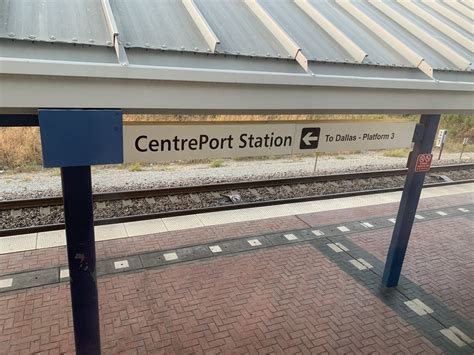 CentrePort Station ← To Dallas - Platform 3